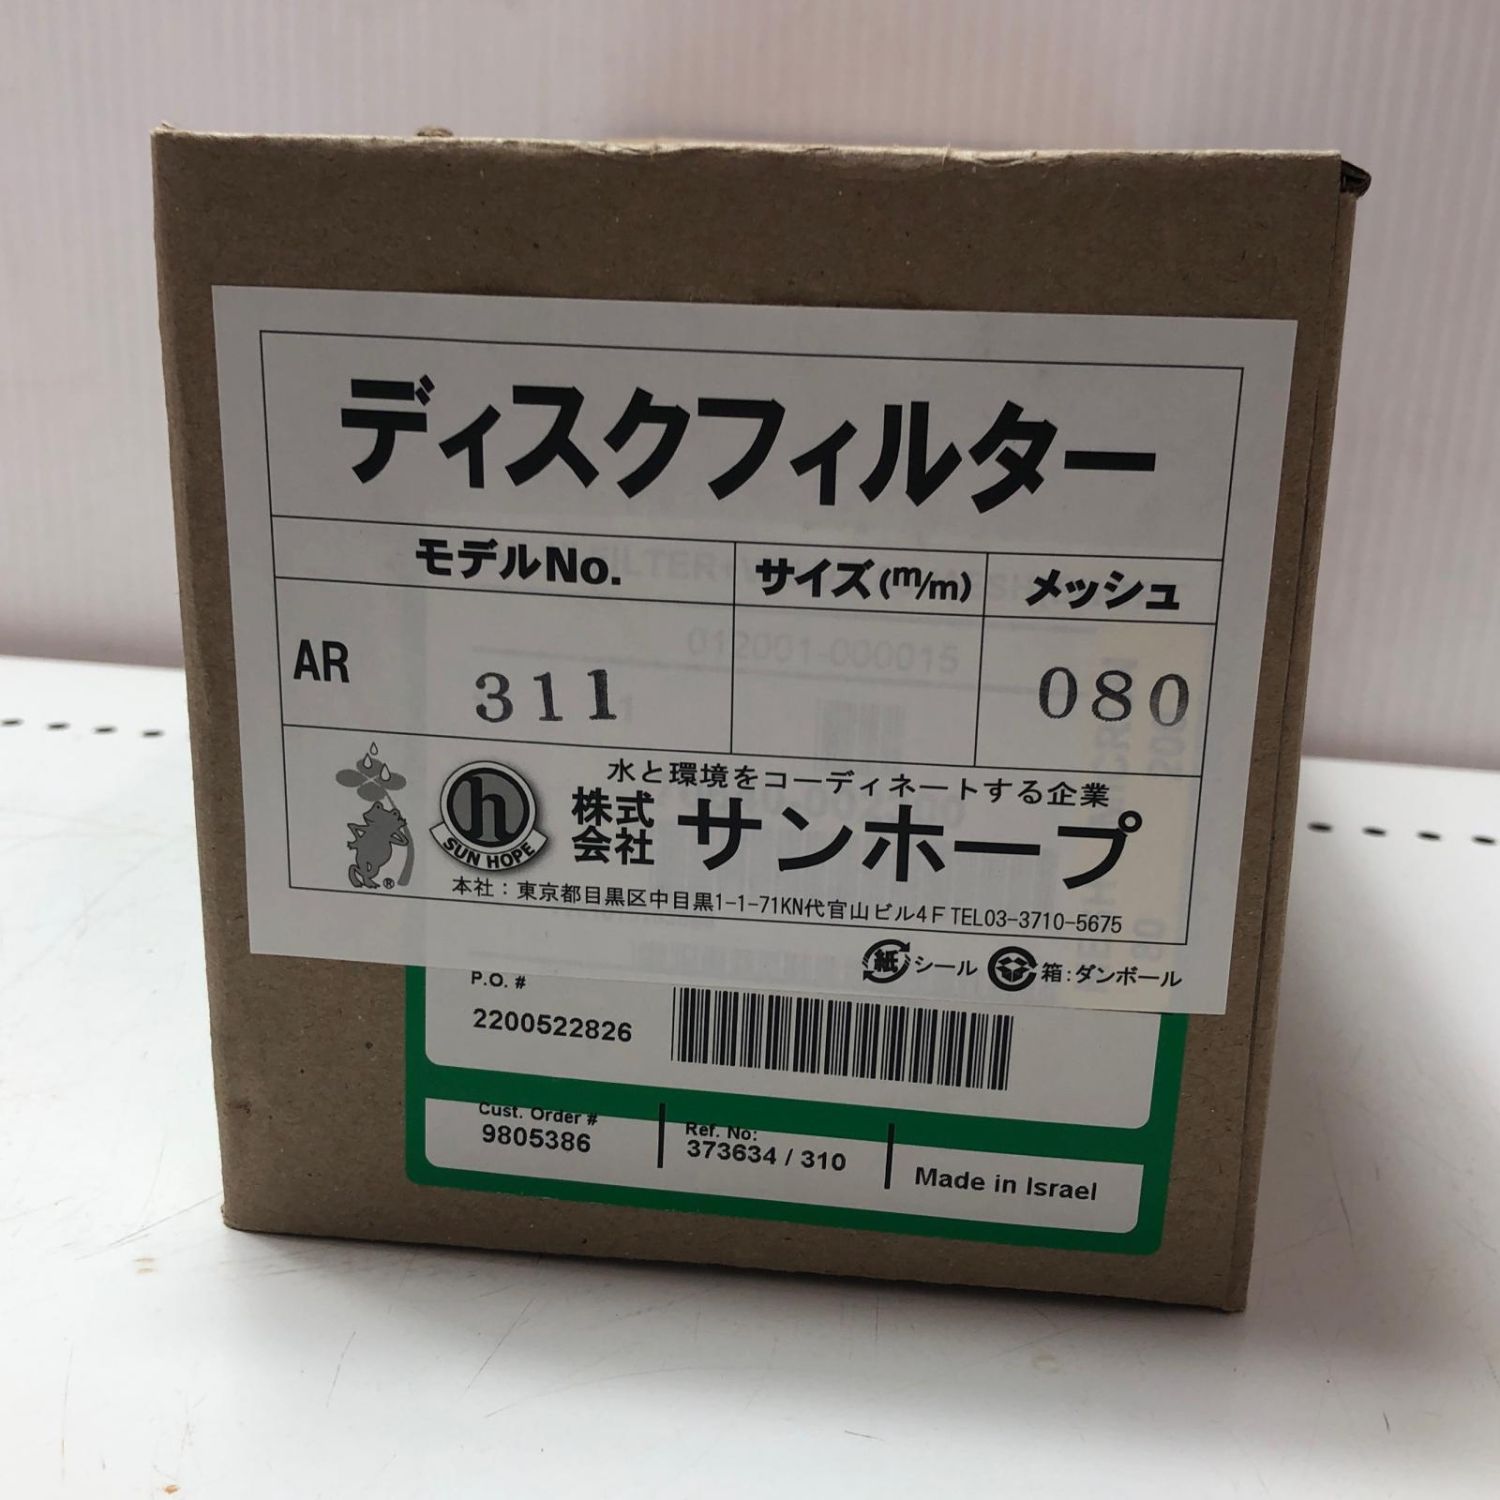 ディスクフィルター
モデルNo. サイズ(m/m) メッシュ
AR 311 080
水と環境をコーディネートする企業
h SUN HOPE 株式会社 サンホープ
®
本社：東京都目黒区中目黒1-1-71KN代官山ビル4F TEL03-3710-5675
紙 シール 箱:ダンボール
P.O. #
2200522826
Cust. Order # Ref. No:
9805386 373634 / 310 Made in Israel
012001-000015